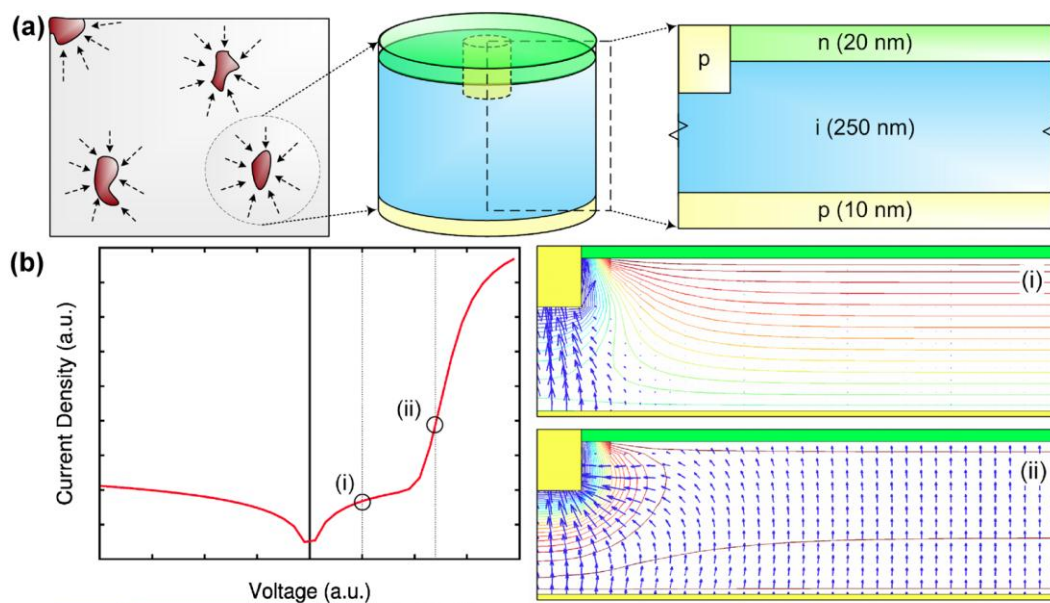 (a)
n (20 nm)
p
i (250 nm)
p (10 nm)
(b)
Current Density (a.u.)
(i)
(ii)
Voltage (a.u.)
(i)
(ii)